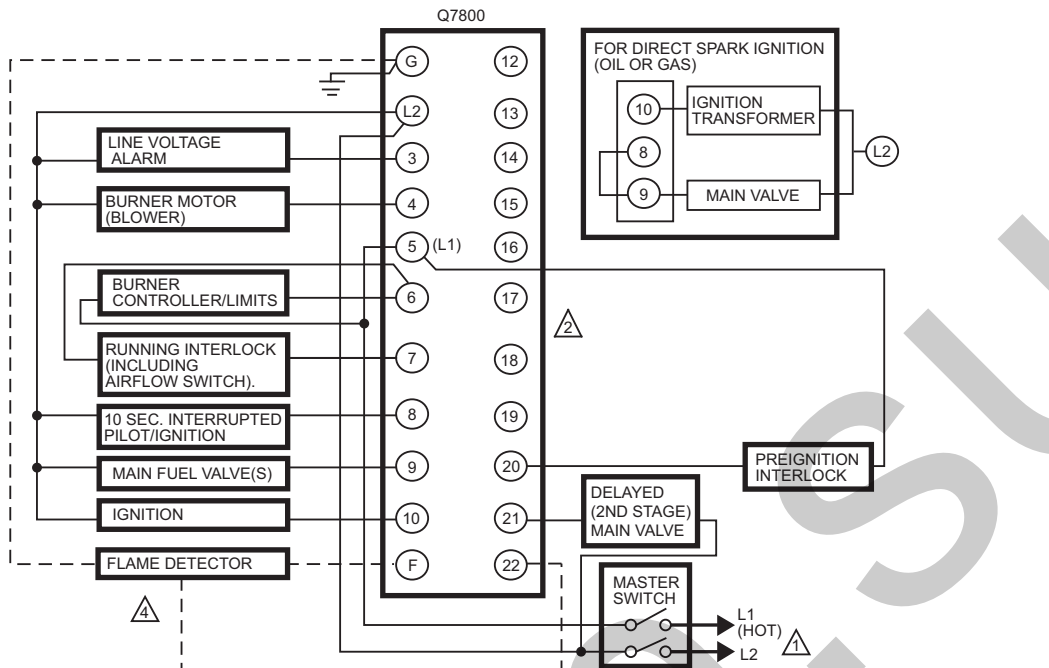 Q7800
G
L2
3
4
5
(L1)
6
7
8
9
10
F
12
13
14
15
16
17
18
19
20
21
22
LINE VOLTAGE
ALARM
BURNER MOTOR
(BLOWER)
BURNER
CONTROLLER/LIMITS
RUNNING INTERLOCK
(INCLUDING
AIRFLOW SWITCH).
10 SEC. INTERRUPTED
PILOT/IGNITION
MAIN FUEL VALVE(S)
IGNITION
FLAME DETECTOR
4
2
FOR DIRECT SPARK IGNITION
(OIL OR GAS)
10
8
9
IGNITION
TRANSFORMER
MAIN VALVE
L2
PREIGNITION
INTERLOCK
DELAYED
(2ND STAGE)
MAIN VALVE
MASTER
SWITCH
L1
(HOT)
1
L2